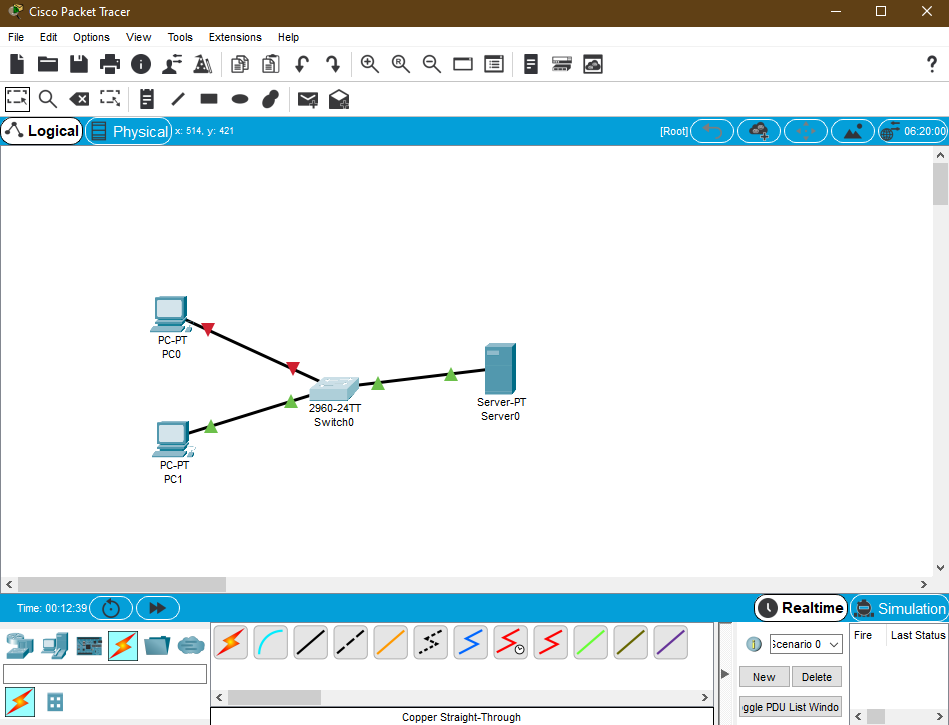 Cisco Packet Tracer
File Edit Options View Tools Extensions Help
R
?
Logical Physical x: 514, y: 421 [Root] 06:20:00
PC-PT
PC0
2960-24TT
Switch0
Server-PT
Server0
PC-PT
PC1
Time: 00:12:39 Realtime Simulation
1 Scenario 0 Fire Last Status
New Delete
ggle PDU List Windo
Copper Straight-Through